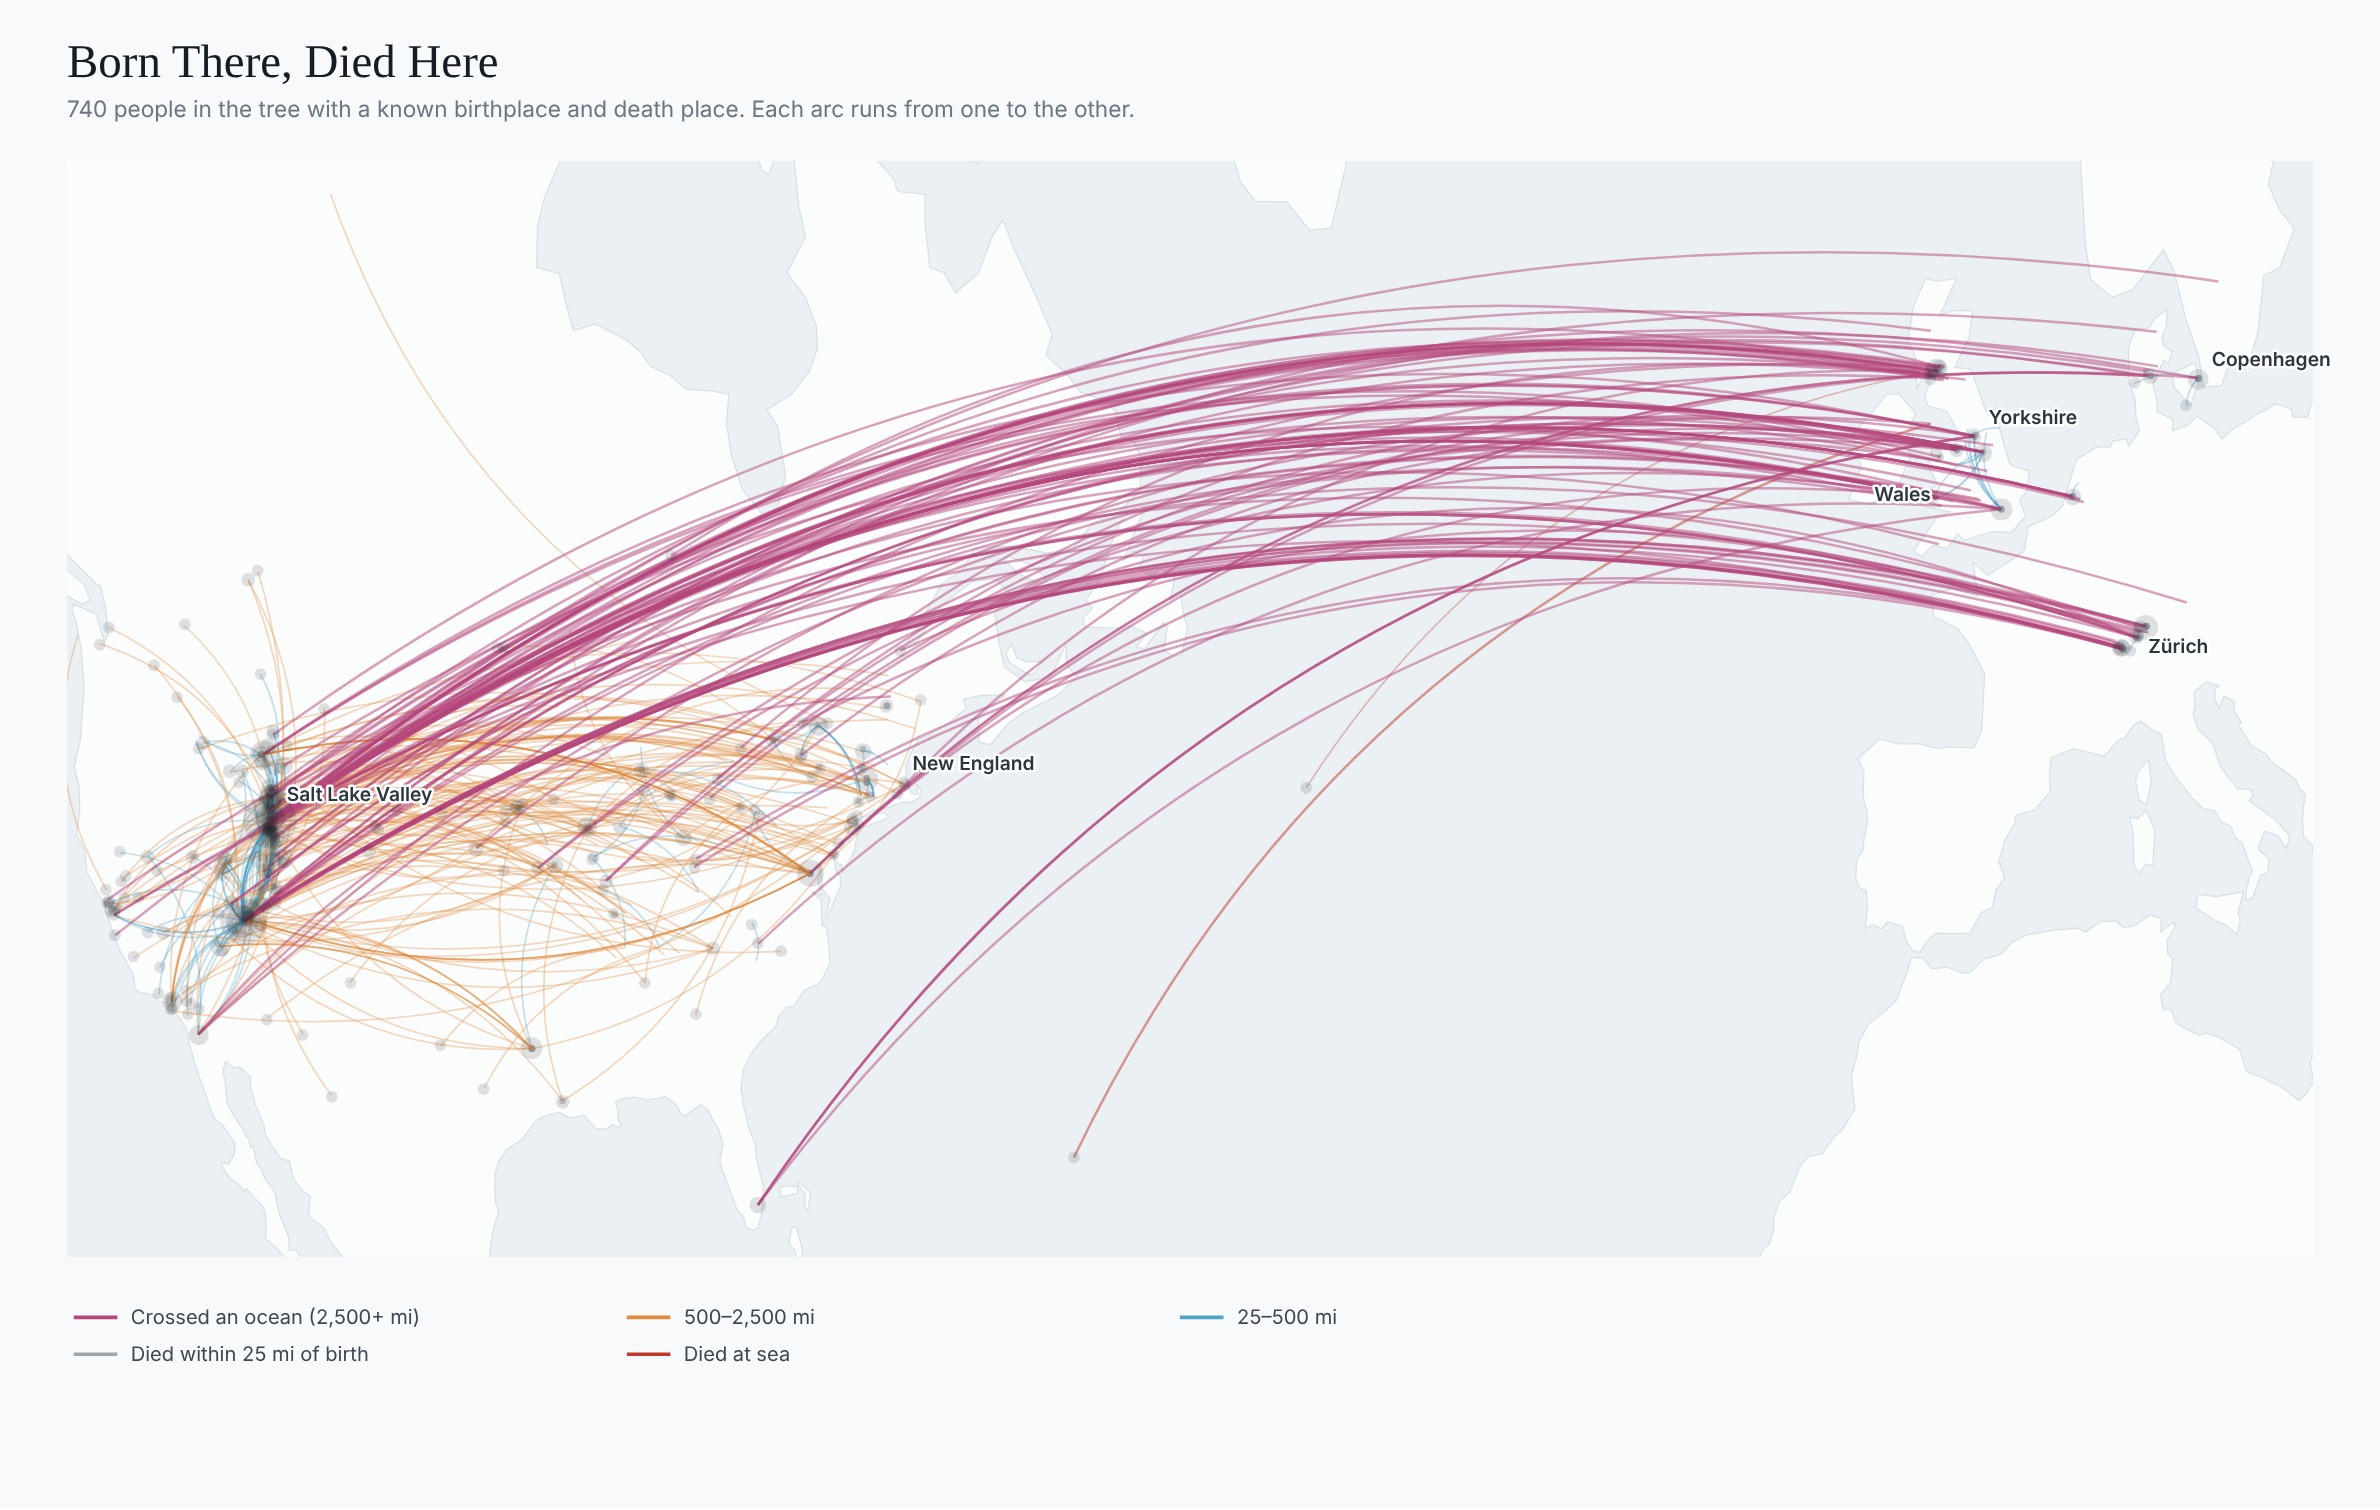 Born There, Died Here
740 people in the tree with a known birthplace and death place. Each arc runs from one to the other.
Copenhagen
Yorkshire
Wales
Zürich
New England
Salt Lake Valley
Crossed an ocean (2,500+ mi)
500–2,500 mi
25–500 mi
Died within 25 mi of birth
Died at sea